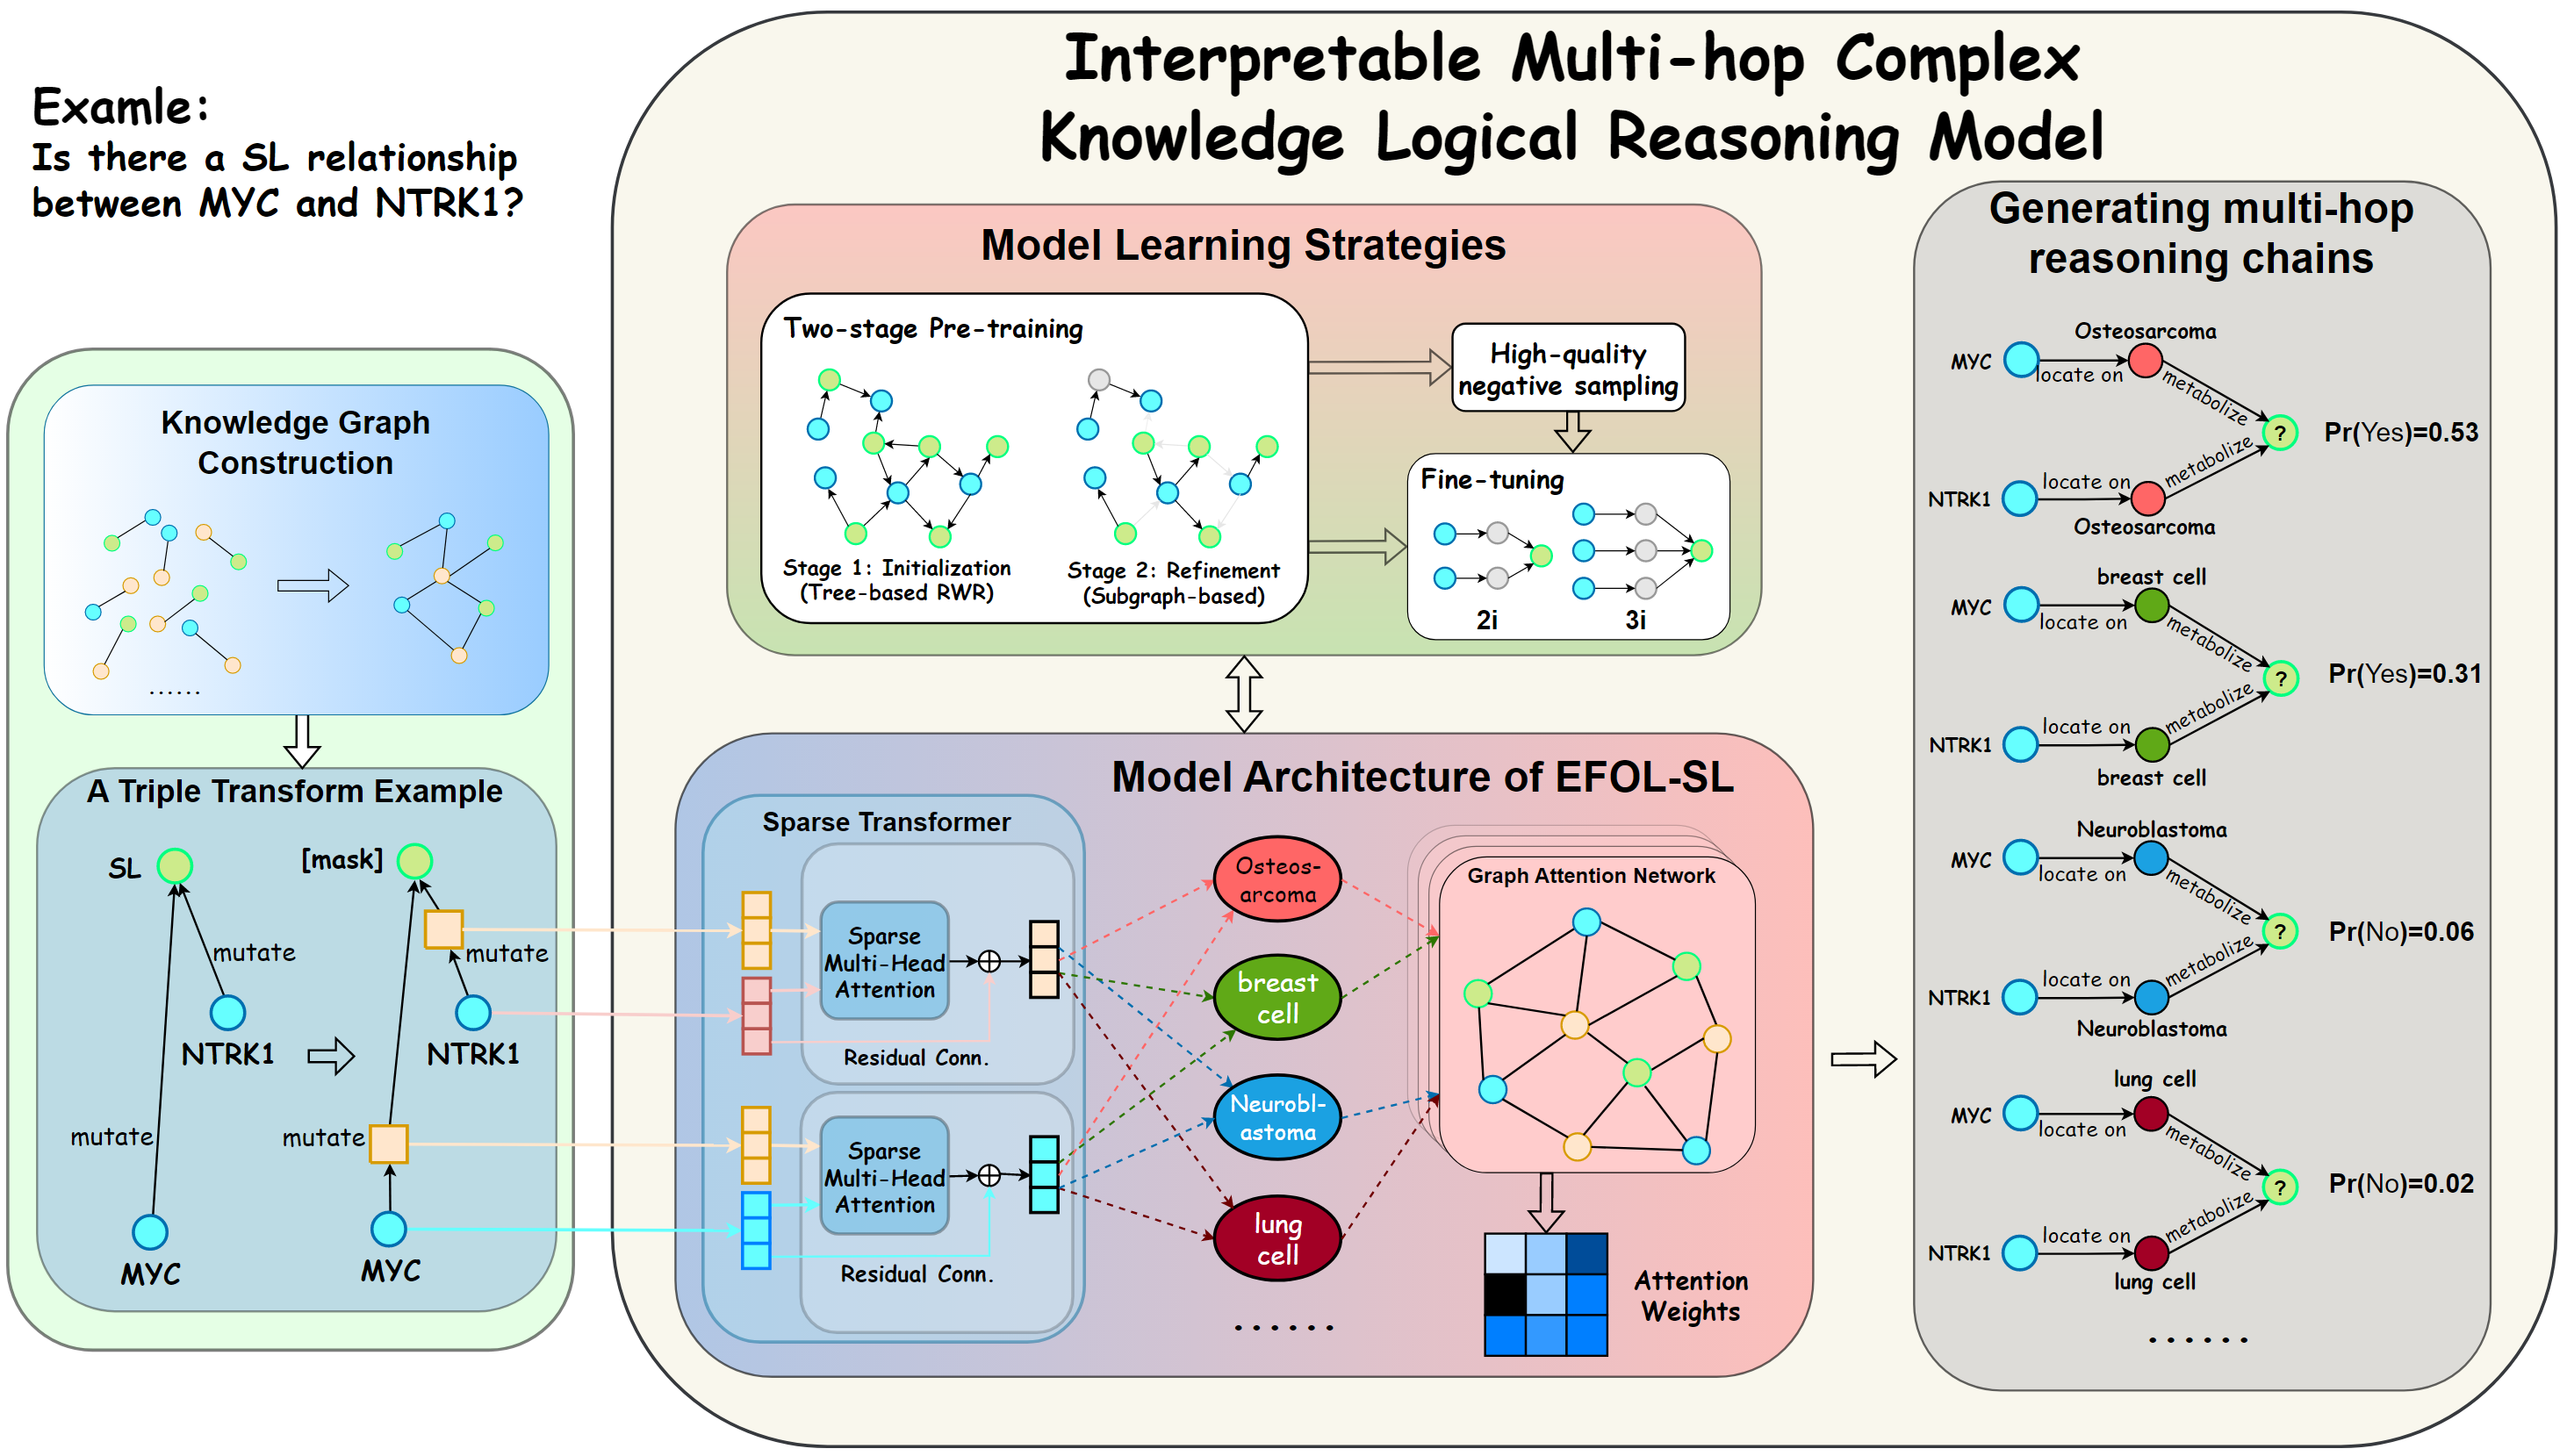 Interpretable Multi-hop Complex
Knowledge Logical Reasoning Model
Examle:
Is there a SL relationship
between MYC and NTRK1?
Knowledge Graph
Construction
......
A Triple Transform Example
SL
[mask]
mutate
mutate
NTRK1
NTRK1
mutate
mutate
MYC
MYC
Model Learning Strategies
Two-stage Pre-training
Stage 1: Initialization
(Tree-based RWR)
Stage 2: Refinement
(Subgraph-based)
High-quality
negative sampling
Fine-tuning
2i
3i
Model Architecture of EFOL-SL
Sparse Transformer
Sparse
Multi-Head
Attention
Residual Conn.
Sparse
Multi-Head
Attention
Residual Conn.
Osteos-
arcoma
breast
cell
Neurobl-
astoma
lung
cell
......
Graph Attention Network
Attention
Weights
Generating multi-hop
reasoning chains
Osteosarcoma
MYC
locate on
metabolize
?
Pr(Yes)=0.53
metabolize
locate on
NTRK1
Osteosarcoma
breast cell
MYC
locate on
metabolize
?
Pr(Yes)=0.31
metabolize
locate on
NTRK1
breast cell
Neuroblastoma
MYC
locate on
metabolize
?
Pr(No)=0.06
metabolize
locate on
NTRK1
Neuroblastoma
lung cell
MYC
locate on
metabolize
?
Pr(No)=0.02
metabolize
locate on
NTRK1
lung cell
......